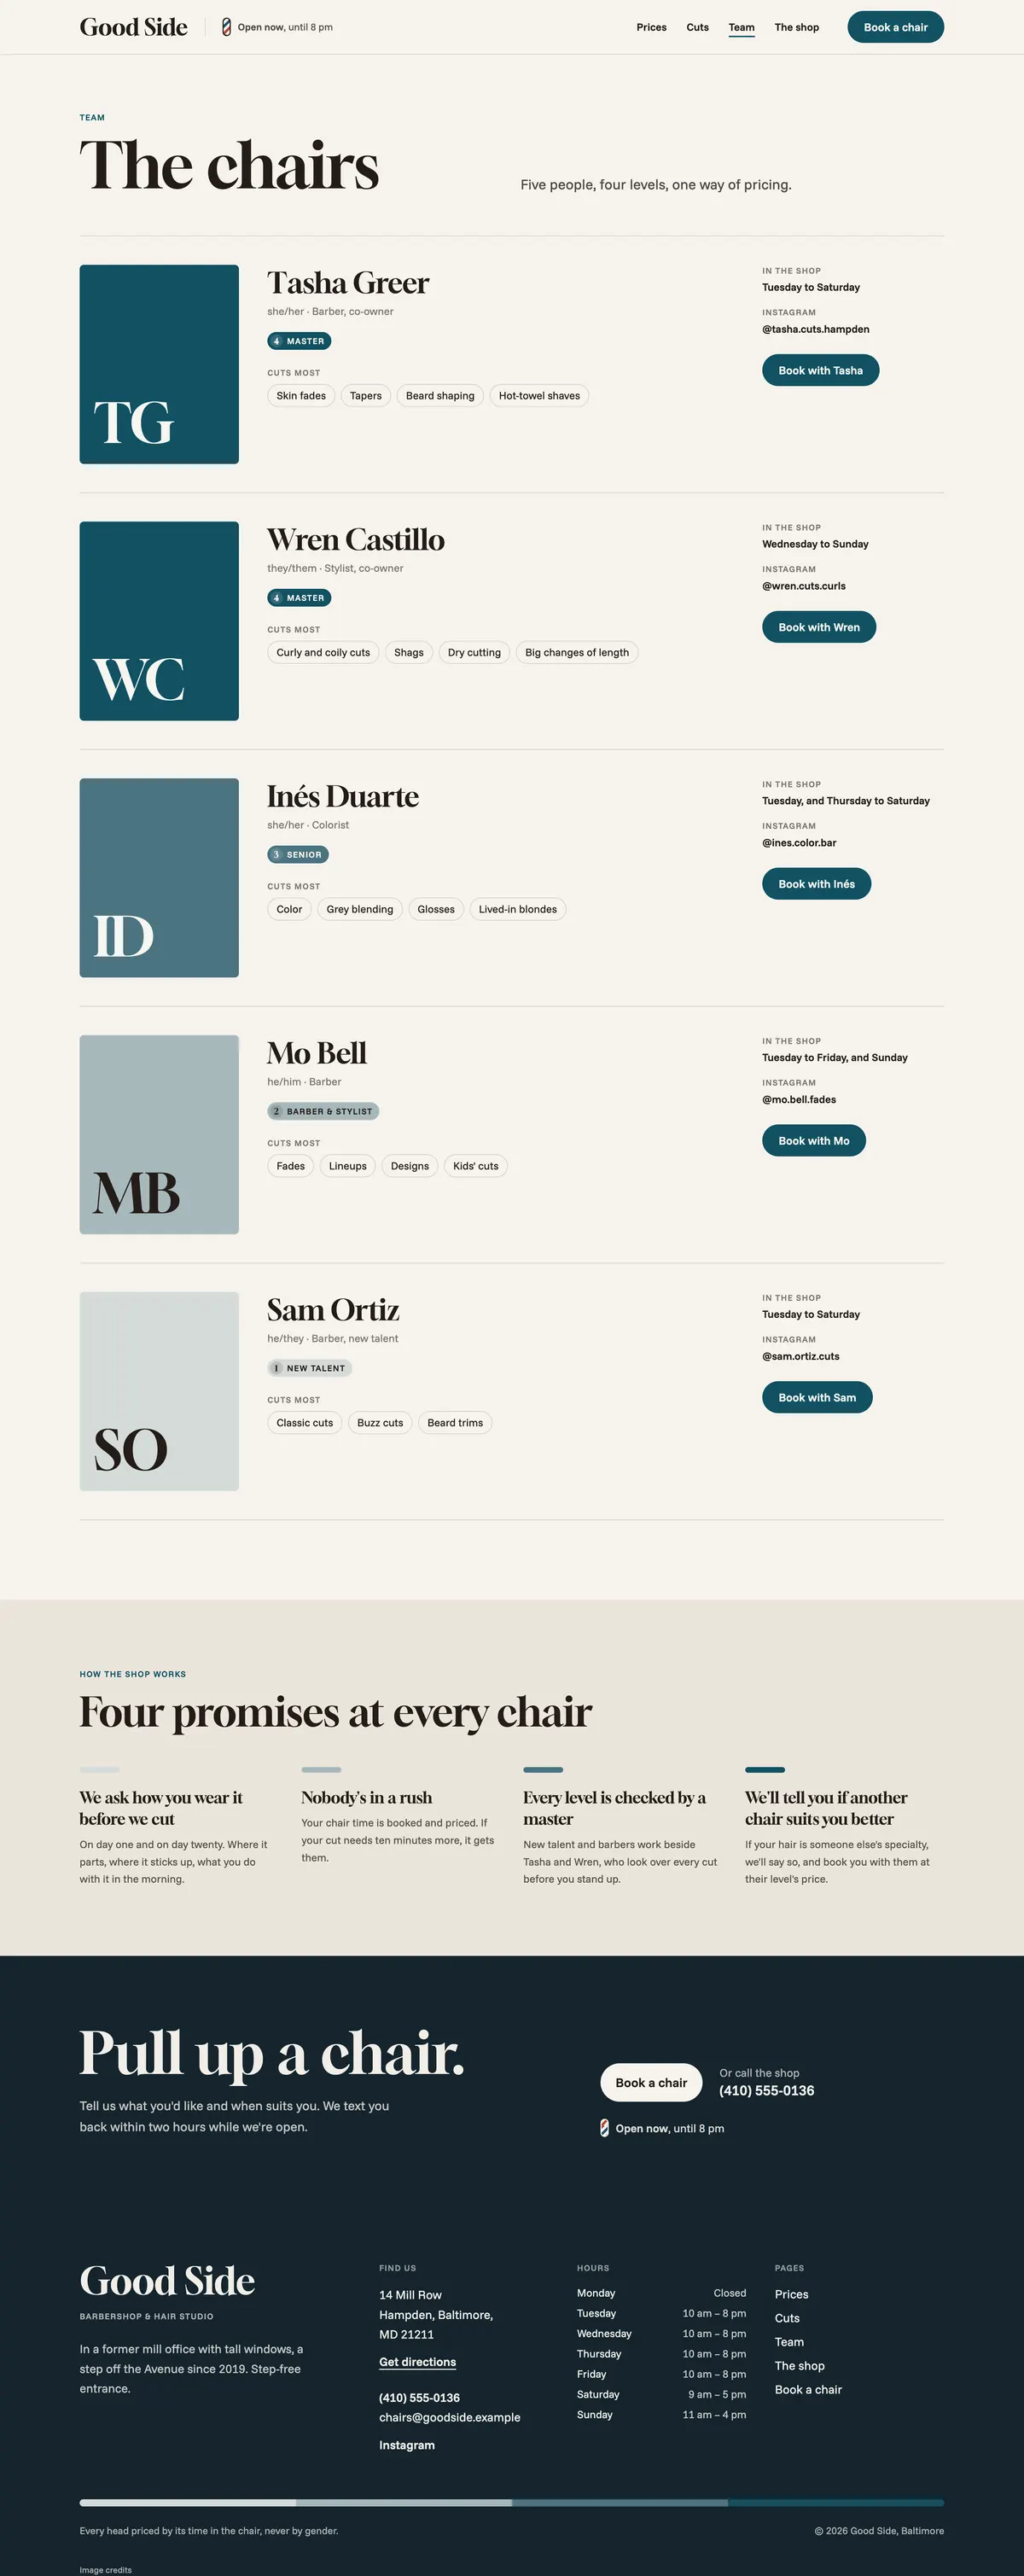 Good Side
Open now, until 8 pm
Prices
Cuts
Team
The shop
Book a chair
TEAM
The chairs
Five people, four levels, one way of pricing.
TG
Tasha Greer
she/her · Barber, co-owner
4 MASTER
CUTS MOST
Skin fades
Tapers
Beard shaping
Hot-towel shaves
IN THE SHOP
Tuesday to Saturday
INSTAGRAM
@tasha.cuts.hampden
Book with Tasha
WC
Wren Castillo
they/them · Stylist, co-owner
4 MASTER
CUTS MOST
Curly and coily cuts
Shags
Dry cutting
Big changes of length
IN THE SHOP
Wednesday to Sunday
INSTAGRAM
@wren.cuts.curls
Book with Wren
ID
Inés Duarte
she/her · Colorist
3 SENIOR
CUTS MOST
Color
Grey blending
Glosses
Lived-in blondes
IN THE SHOP
Tuesday, and Thursday to Saturday
INSTAGRAM
@ines.color.bar
Book with Inés
MB
Mo Bell
he/him · Barber
2 BARBER & STYLIST
CUTS MOST
Fades
Lineups
Designs
Kids' cuts
IN THE SHOP
Tuesday to Friday, and Sunday
INSTAGRAM
@mo.bell.fades
Book with Mo
SO
Sam Ortiz
he/they · Barber, new talent
1 NEW TALENT
CUTS MOST
Classic cuts
Buzz cuts
Beard trims
IN THE SHOP
Tuesday to Saturday
INSTAGRAM
@sam.ortiz.cuts
Book with Sam
HOW THE SHOP WORKS
Four promises at every chair
We ask how you wear it
before we cut
On day one and on day twenty. Where it
parts, where it sticks up, what you do
with it in the morning.
Nobody's in a rush
Your chair time is booked and priced. If
your cut needs ten minutes more, it gets
them.
Every level is checked by a
master
New talent and barbers work beside
Tasha and Wren, who look over every cut
before you stand up.
We'll tell you if another
chair suits you better
If your hair is someone else's specialty,
we'll say so, and book you with them at
their level's price.
Pull up a chair.
Tell us what you'd like and when suits you. We text you
back within two hours while we're open.
Book a chair
Or call the shop
(410) 555-0136
Open now, until 8 pm
Good Side
BARBERSHOP & HAIR STUDIO
In a former mill office with tall windows, a
step off the Avenue since 2019. Step-free
entrance.
FIND US
14 Mill Row
Hampden, Baltimore,
MD 21211
Get directions
(410) 555-0136
chairs@goodside.example
Instagram
HOURS
Monday Closed
Tuesday 10 am – 8 pm
Wednesday 10 am – 8 pm
Thursday 10 am – 8 pm
Friday 10 am – 8 pm
Saturday 9 am – 5 pm
Sunday 11 am – 4 pm
PAGES
Prices
Cuts
Team
The shop
Book a chair
Every head priced by its time in the chair, never by gender.
© 2026 Good Side, Baltimore
Image credits